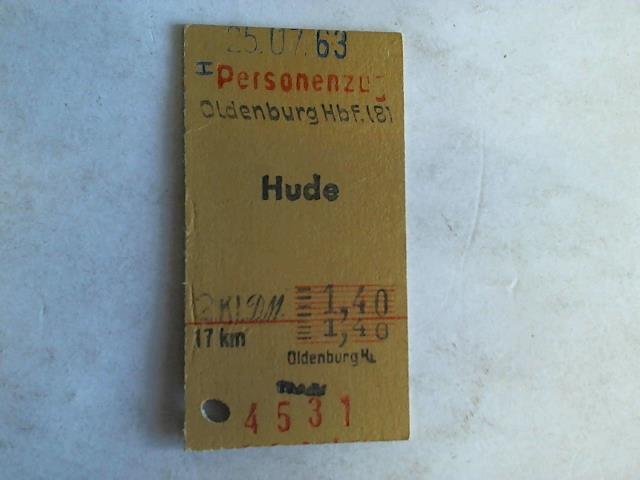 25.07.63
I
Personenzug
Oldenburg Hbf. (8)
Hude
2 Kl. DM. 1,40
1,40
17 km
Oldenburg H
4531